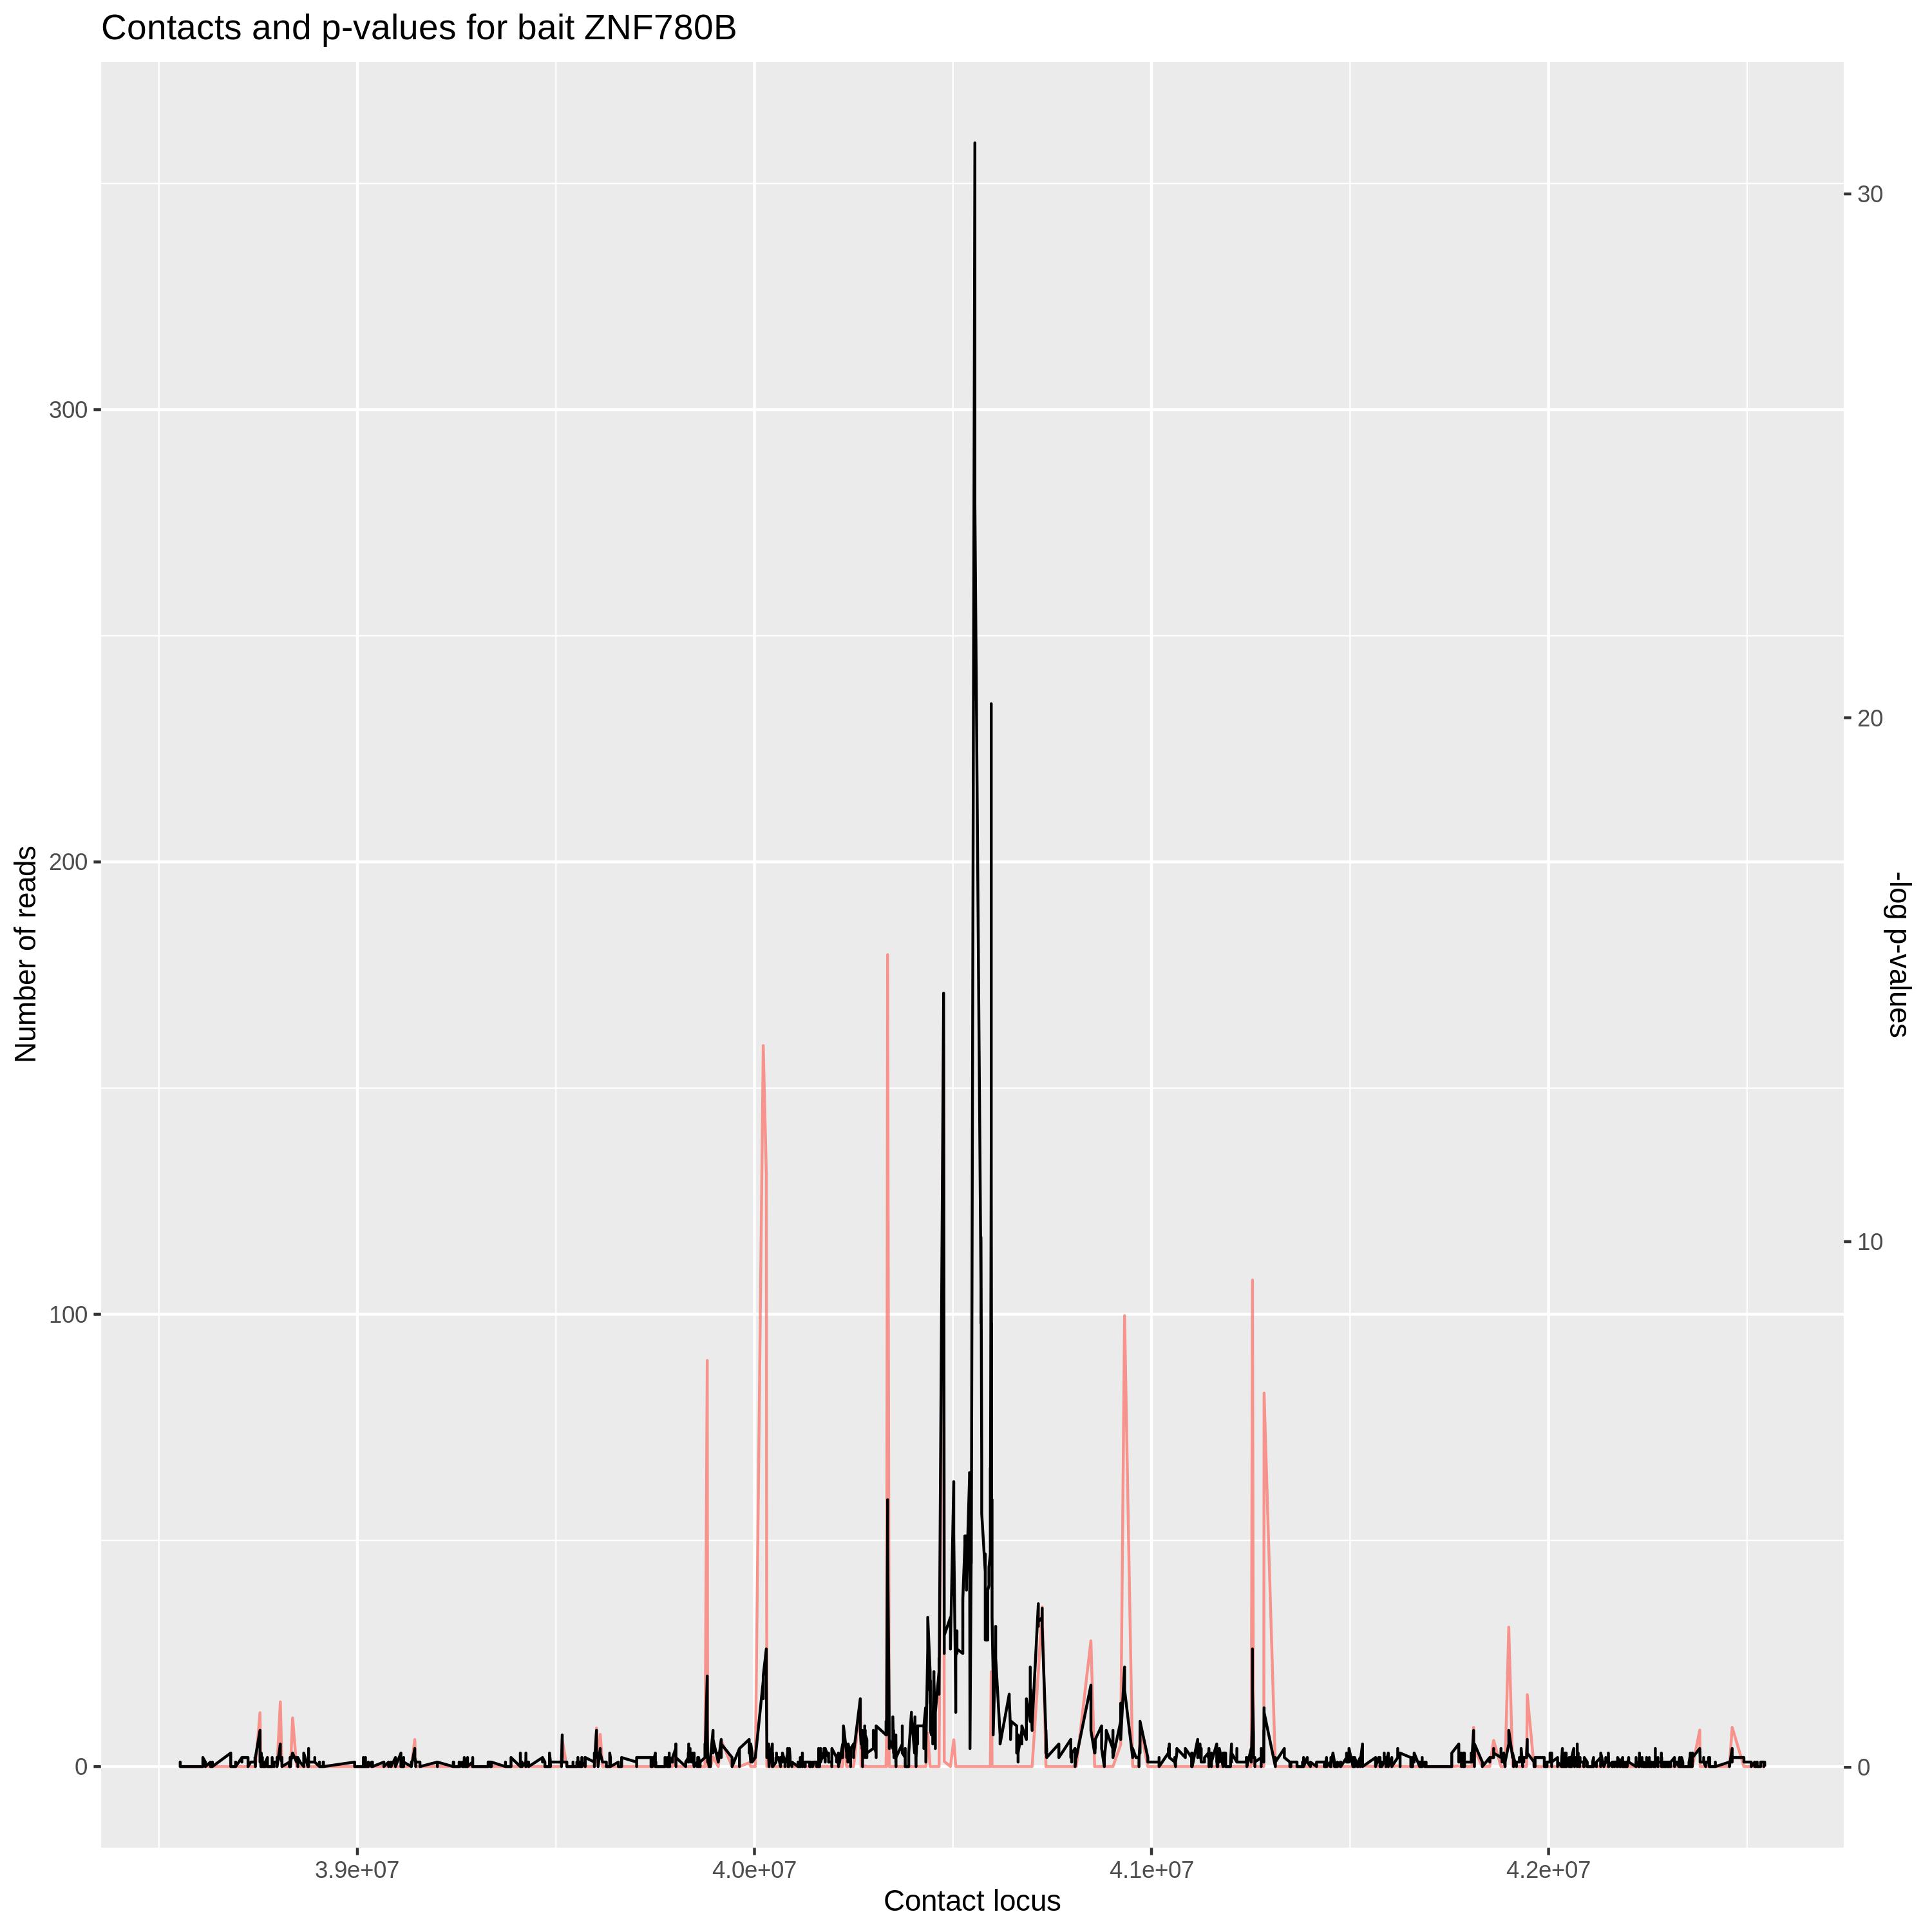 Contacts and p-values for bait ZNF780B
300
200
100
0
Number of reads
30
20
10
0
-log p-values
3.9e+07
4.0e+07
4.1e+07
4.2e+07
Contact locus